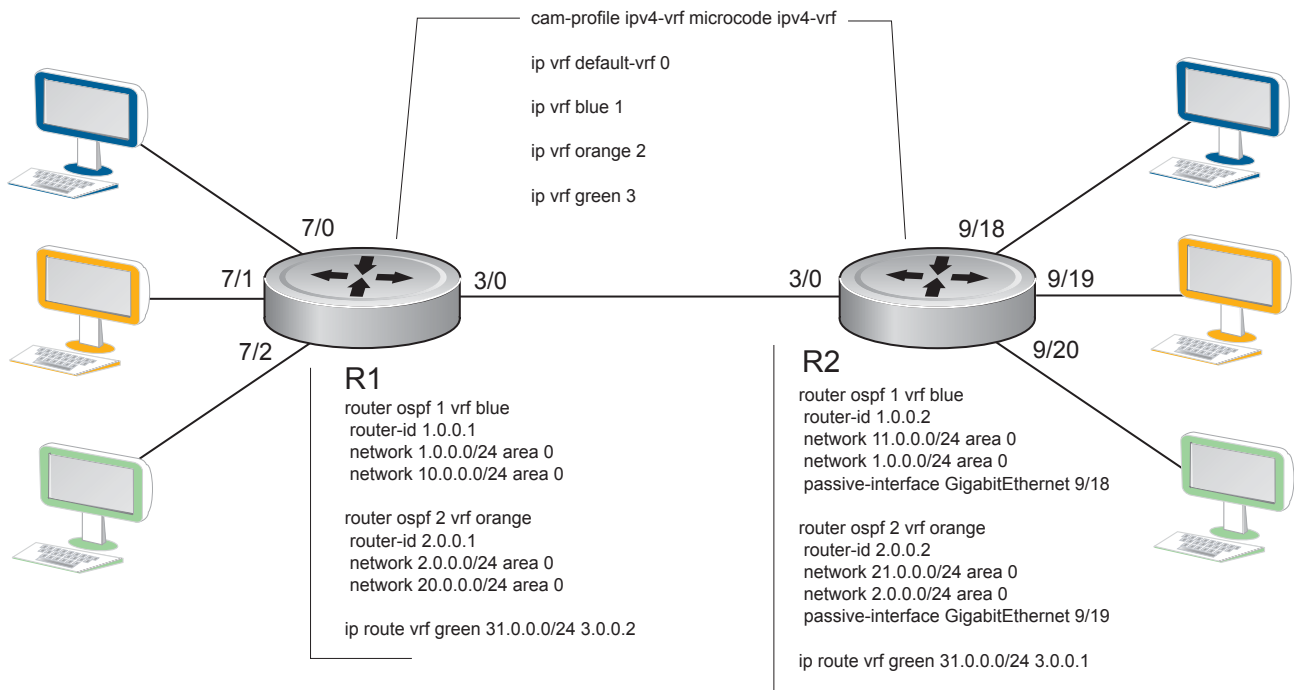 cam-profile ipv4-vrf microcode ipv4-vrf
ip vrf default-vrf 0
ip vrf blue 1
ip vrf orange 2
ip vrf green 3
7/0
7/1
7/2
3/0
3/0
9/18
9/19
9/20
R1
router ospf 1 vrf blue
router-id 1.0.0.1
network 1.0.0.0/24 area 0
network 10.0.0.0/24 area 0
router ospf 2 vrf orange
router-id 2.0.0.1
network 2.0.0.0/24 area 0
network 20.0.0.0/24 area 0
ip route vrf green 31.0.0.0/24 3.0.0.2
R2
router ospf 1 vrf blue
router-id 1.0.0.2
network 11.0.0.0/24 area 0
network 1.0.0.0/24 area 0
passive-interface GigabitEthernet 9/18
router ospf 2 vrf orange
router-id 2.0.0.2
network 21.0.0.0/24 area 0
network 2.0.0.0/24 area 0
passive-interface GigabitEthernet 9/19
ip route vrf green 31.0.0.0/24 3.0.0.1